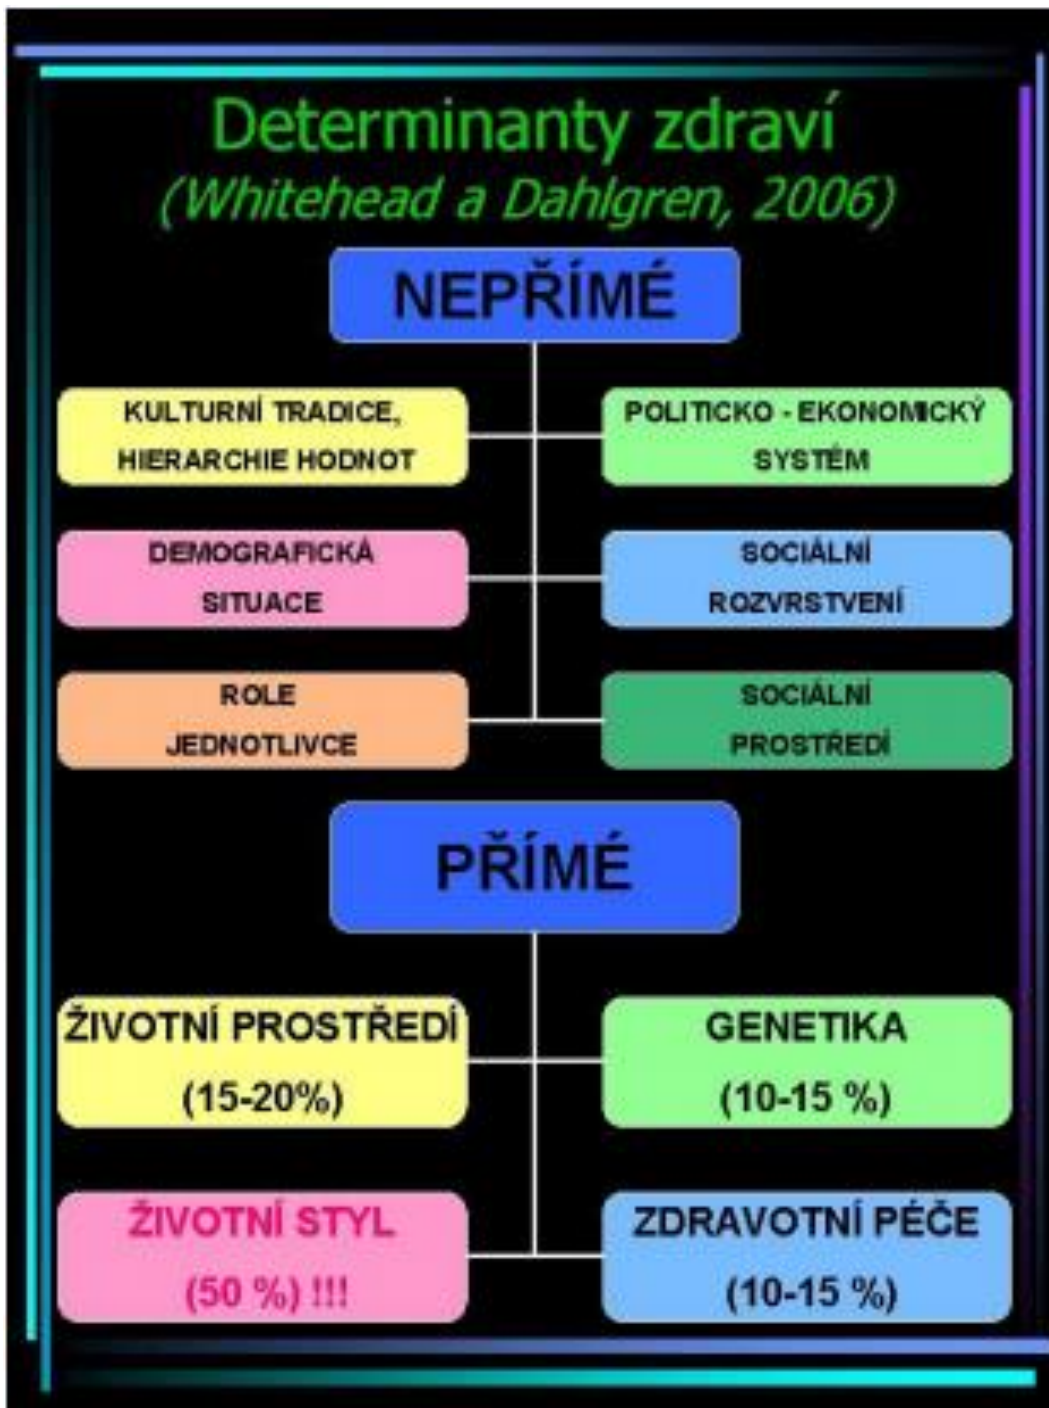 Determinanty zdraví
(Whitehead a Dahlgren, 2006)
NEPŘÍMÉ
KULTURNÍ TRADICE,
HIERARCHIE HODNOT
POLITICKO - EKONOMICKÝ
SYSTÉM
DEMOGRAFICKÁ
SITUACE
SOCIÁLNÍ
ROZVRSTVENÍ
ROLE
JEDNOTLIVCE
SOCIÁLNÍ
PROSTŘEDÍ
PŘÍMÉ
ŽIVOTNÍ PROSTŘEDÍ
(15-20%)
GENETIKA
(10-15 %)
ŽIVOTNÍ STYL
(50 %) !!!
ZDRAVOTNÍ PÉČE
(10-15 %)